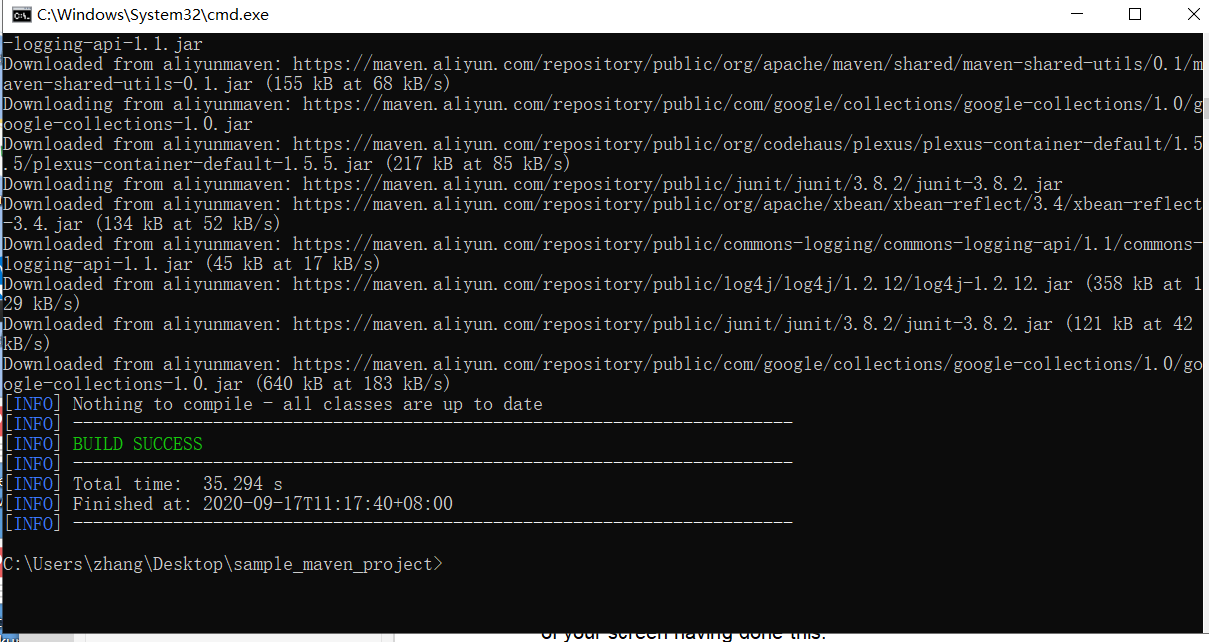 C:\Windows\System32\cmd.exe
-logging-api-1.1.jar
Downloaded from aliyunmaven: https://maven.aliyun.com/repository/public/org/apache/maven/shared/maven-shared-utils/0.1/m
aven-shared-utils-0.1.jar (155 kB at 68 kB/s)
Downloading from aliyunmaven: https://maven.aliyun.com/repository/public/com/google/collections/google-collections/1.0/g
oogle-collections-1.0.jar
Downloaded from aliyunmaven: https://maven.aliyun.com/repository/public/org/codehaus/plexus/plexus-container-default/1.5
.5/plexus-container-default-1.5.5.jar (217 kB at 85 kB/s)
Downloading from aliyunmaven: https://maven.aliyun.com/repository/public/junit/junit/3.8.2/junit-3.8.2.jar
Downloaded from aliyunmaven: https://maven.aliyun.com/repository/public/org/apache/xbean/xbean-reflect/3.4/xbean-reflect
-3.4.jar (134 kB at 52 kB/s)
Downloaded from aliyunmaven: https://maven.aliyun.com/repository/public/commons-logging/commons-logging-api/1.1/commons-
logging-api-1.1.jar (45 kB at 17 kB/s)
Downloaded from aliyunmaven: https://maven.aliyun.com/repository/public/log4j/log4j/1.2.12/log4j-1.2.12.jar (358 kB at 1
29 kB/s)
Downloaded from aliyunmaven: https://maven.aliyun.com/repository/public/junit/junit/3.8.2/junit-3.8.2.jar (121 kB at 42
kB/s)
Downloaded from aliyunmaven: https://maven.aliyun.com/repository/public/com/google/collections/google-collections/1.0/go
ogle-collections-1.0.jar (640 kB at 183 kB/s)
[INFO] Nothing to compile - all classes are up to date
[INFO] ------------------------------------------------------------------------
[INFO] BUILD SUCCESS
[INFO] ------------------------------------------------------------------------
[INFO] Total time:  35.294 s
[INFO] Finished at: 2020-09-17T11:17:40+08:00
[INFO] ------------------------------------------------------------------------
C:\Users\zhang\Desktop\sample_maven_project>
of your screen having done this.